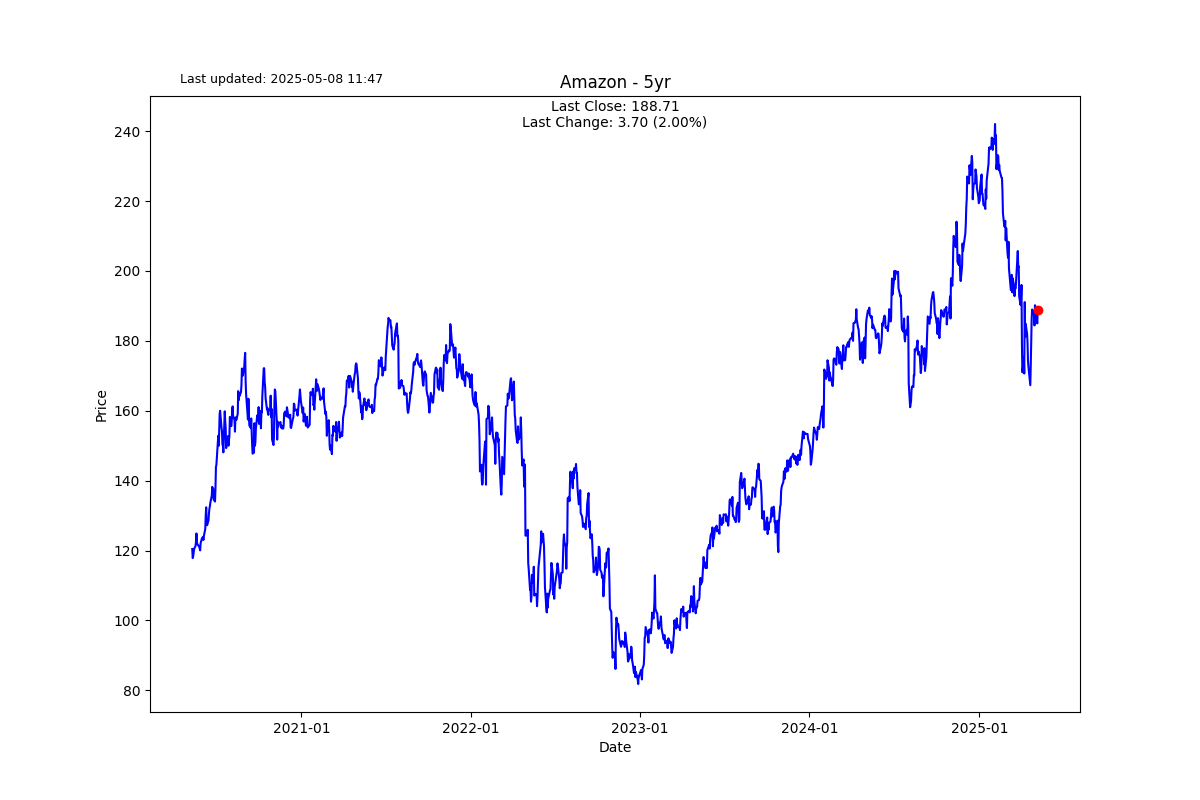 Last updated: 2025-05-08 11:47
Amazon - 5yr
Last Close: 188.71
Last Change: 3.70 (2.00%)
240
220
200
180
160
140
120
100
80
Price
2021-01
2022-01
2023-01
2024-01
2025-01
Date